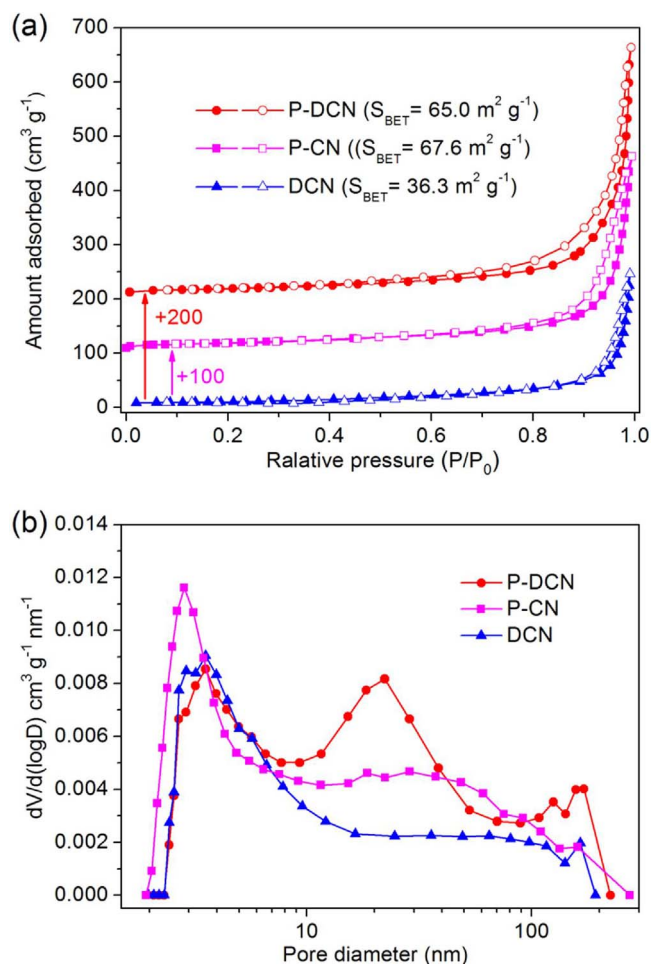 (a)
700
600
500
400
300
200
100
0
Amount adsorbed (cm³ g⁻¹)
P-DCN (S_BET= 65.0 m² g⁻¹)
P-CN ((S_BET= 67.6 m² g⁻¹)
DCN (S_BET= 36.3 m² g⁻¹)
+200
+100
0.0 0.2 0.4 0.6 0.8 1.0
Ralative pressure (P/P₀)
(b)
0.014
0.012
0.010
0.008
0.006
0.004
0.002
0.000
dV/d(logD) cm³ g⁻¹ nm⁻¹
P-DCN
P-CN
DCN
10 100
Pore diameter (nm)